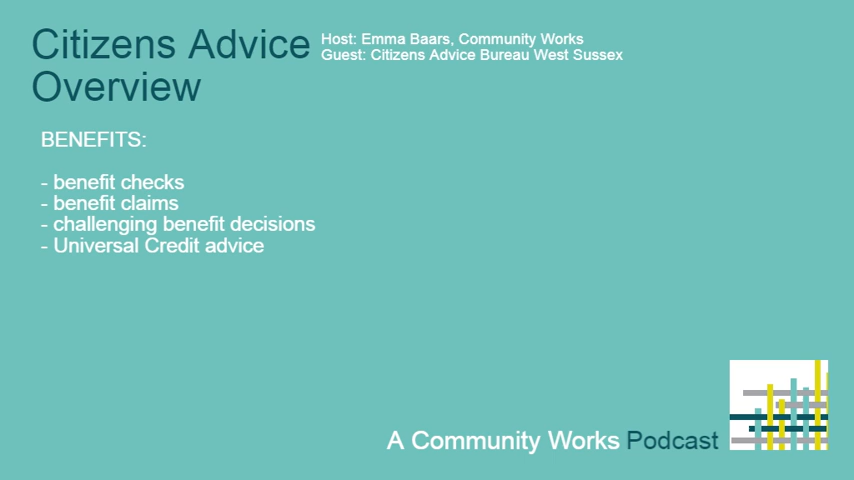 Citizens Advice
Overview
Host: Emma Baars, Community Works
Guest: Citizens Advice Bureau West Sussex
BENEFITS:
- benefit checks
- benefit claims
- challenging benefit decisions
- Universal Credit advice
A Community Works Podcast